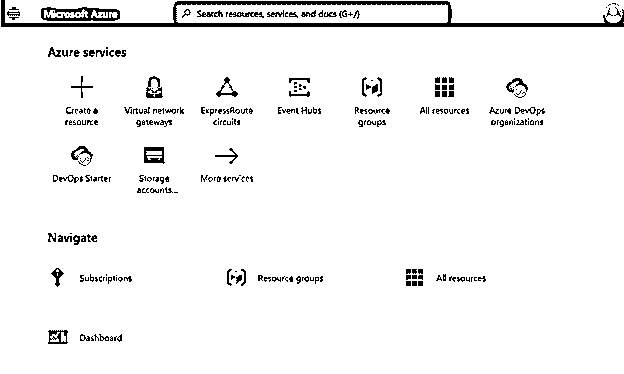 Microsoft Azure
Search resources, services, and docs (G+/)
Azure services
Create a
resource
Virtual network
gateways
ExpressRoute
circuits
Event Hubs
Resource
groups
All resources
Azure DevOps
organizations
DevOps Starter
Storage
accounts...
More services
Navigate
Subscriptions
Resource groups
All resources
Dashboard